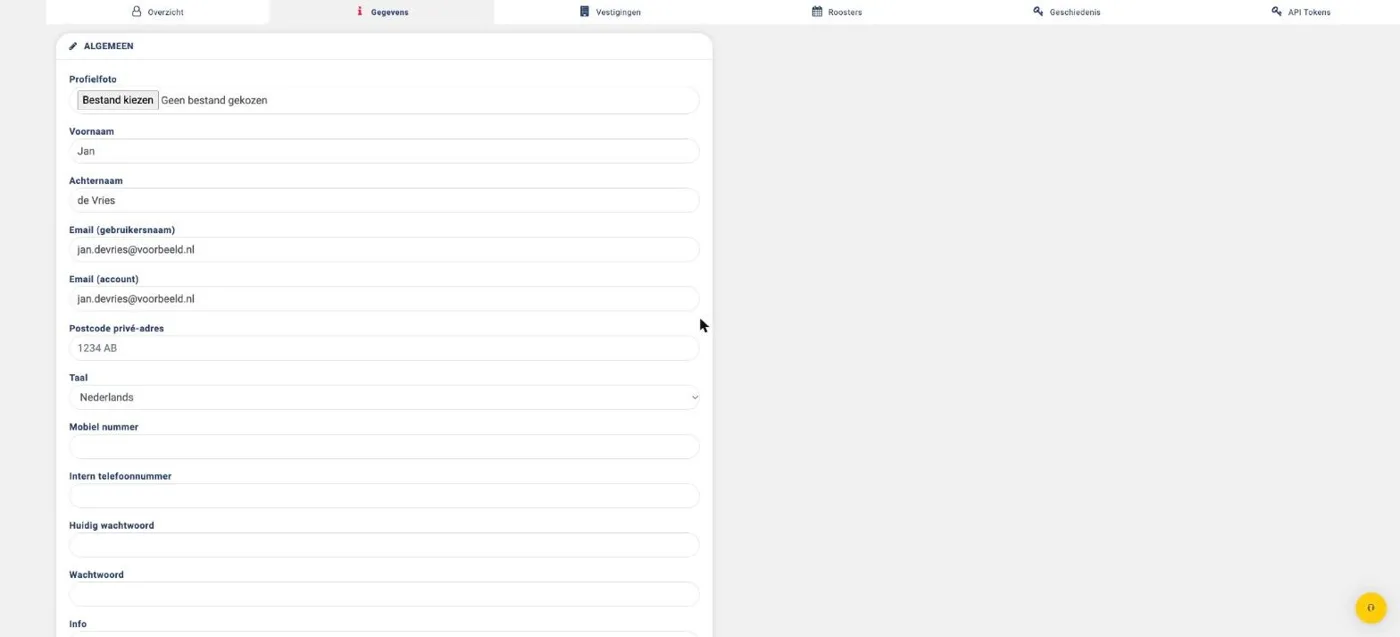 Overzicht
Gegevens
Vestigingen
Roosters
Geschiedenis
API Tokens
ALGEMEEN
Profielfoto
Bestand kiezen Geen bestand gekozen
Voornaam
Jan
Achternaam
de Vries
Email (gebruikersnaam)
jan.devries@voorbeeld.nl
Email (account)
jan.devries@voorbeeld.nl
Postcode privé-adres
1234 AB
Taal
Nederlands
Mobiel nummer
Intern telefoonnummer
Huidig wachtwoord
Wachtwoord
Info